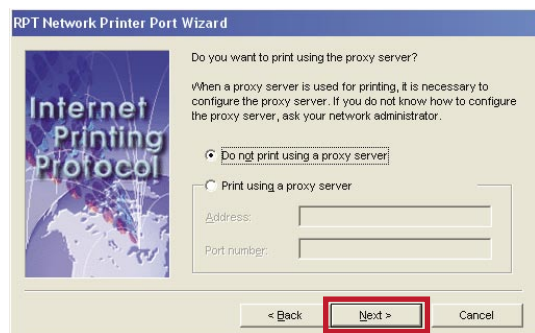 RPT Network Printer Port Wizard
Internet
Printing
Protocol
Do you want to print using the proxy server?
When a proxy server is used for printing, it is necessary to
configure the proxy server. If you do not know how to configure
the proxy server, ask your network administrator.
Do not print using a proxy server
Print using a proxy server
Address:
Port number:
< Back
Next >
Cancel